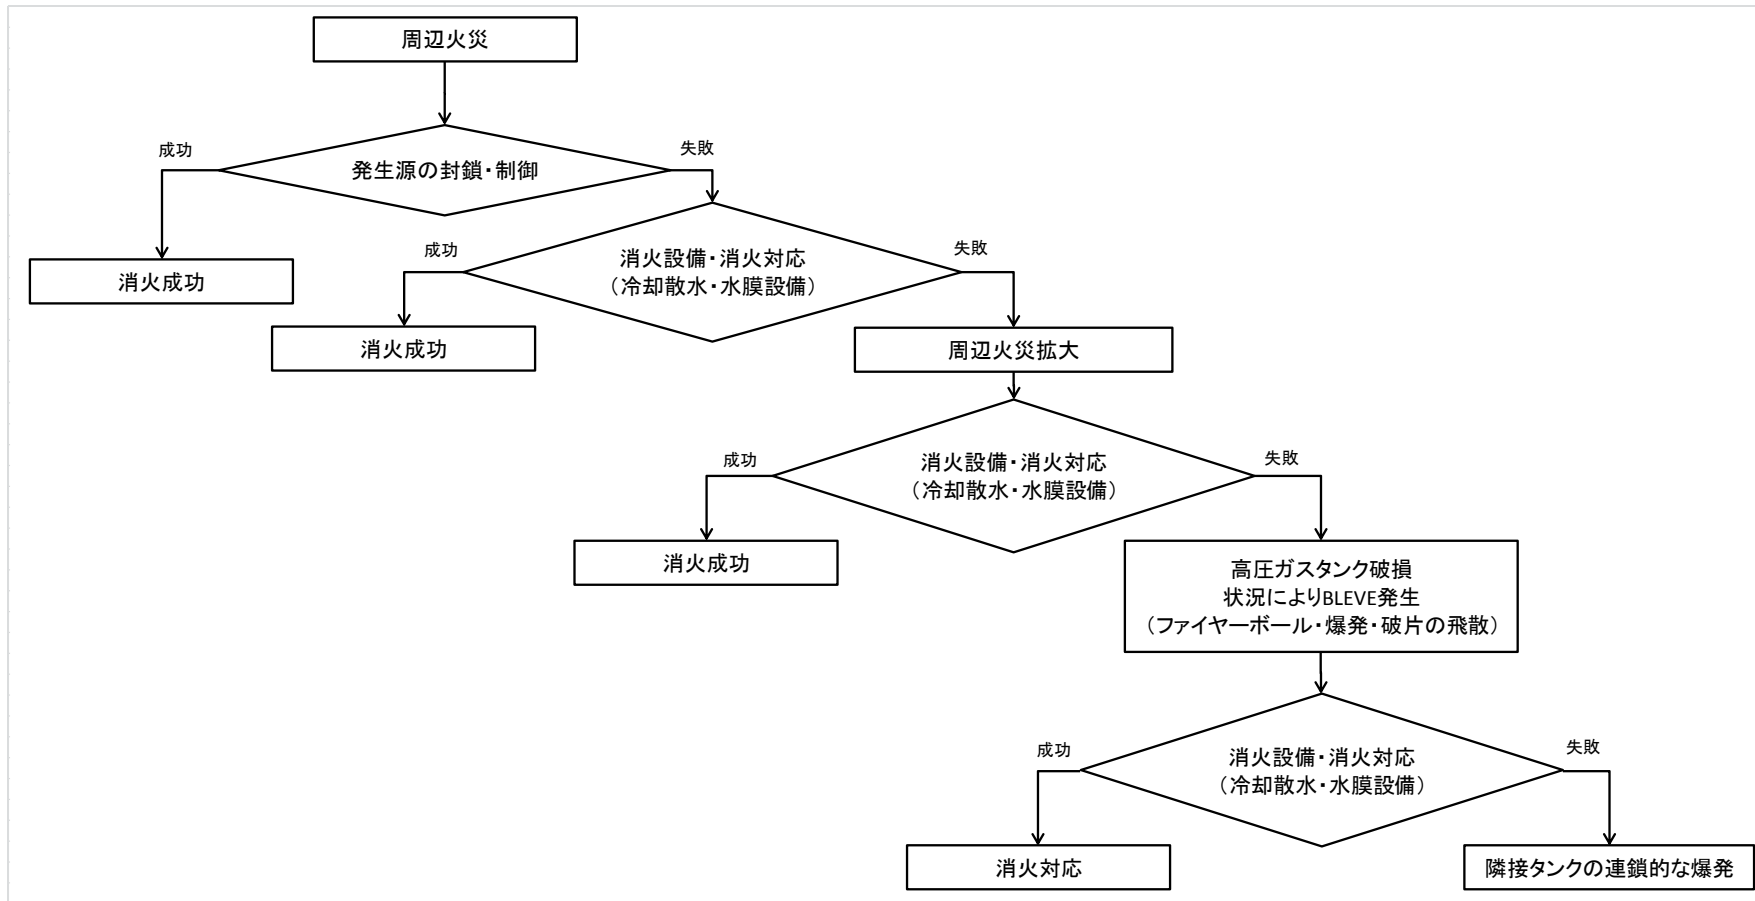 周辺火災
発生源の封鎖・制御
成功
失敗
消火成功
消火設備・消火対応
（冷却散水・水膜設備）
成功
失敗
消火成功
周辺火災拡大
消火設備・消火対応
（冷却散水・水膜設備）
成功
失敗
消火成功
高圧ガスタンク破損
状況によりBLEVE発生
（ファイヤーボール・爆発・破片の飛散）
消火設備・消火対応
（冷却散水・水膜設備）
成功
失敗
消火対応
隣接タンクの連鎖的な爆発